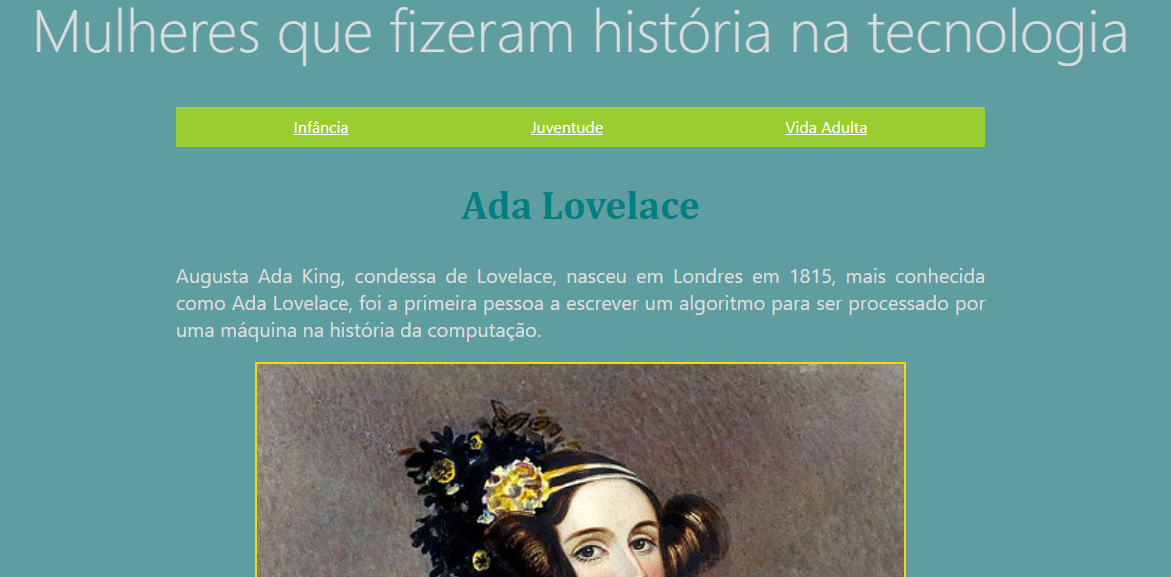 Mulheres que fizeram história na tecnologia
Infância Juventude Vida Adulta
Ada Lovelace
Augusta Ada King, condessa de Lovelace, nasceu em Londres em 1815, mais conhecida
como Ada Lovelace, foi a primeira pessoa a escrever um algoritmo para ser processado por
uma máquina na história da computação.